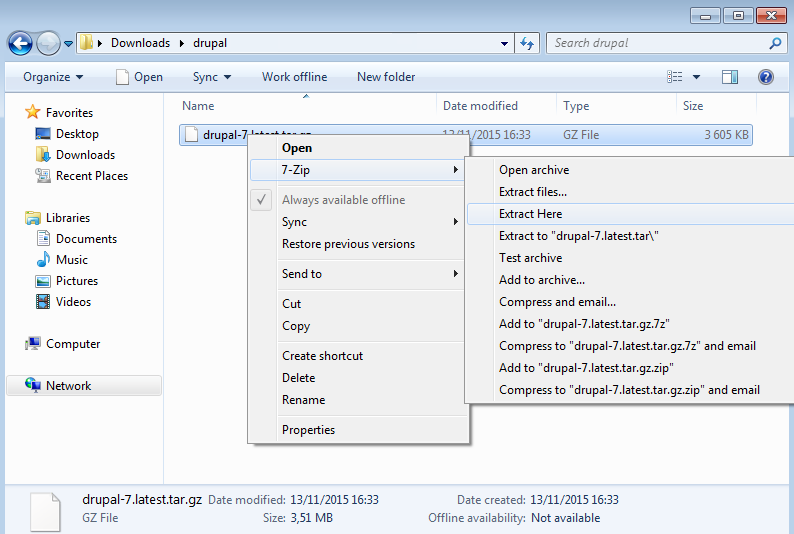 Downloads drupal
Search drupal
Organize Open Sync Work offline New folder
Name Date modified Type Size
Favorites
Desktop
Downloads
Recent Places
Libraries
Documents
Music
Pictures
Videos
Computer
Network
drupal-7.latest.tar.gz 13/11/2015 16:33 GZ File 3 605 KB
Open
7-Zip
Always available offline
Sync
Restore previous versions
Send to
Cut
Copy
Create shortcut
Delete
Rename
Properties
Open archive
Extract files...
Extract Here
Extract to "drupal-7.latest.tar\"
Test archive
Add to archive...
Compress and email...
Add to "drupal-7.latest.tar.gz.7z"
Compress to "drupal-7.latest.tar.gz.7z" and email
Add to "drupal-7.latest.tar.gz.zip"
Compress to "drupal-7.latest.tar.gz.zip" and email
drupal-7.latest.tar.gz Date modified: 13/11/2015 16:33 Date created: 13/11/2015 16:33
GZ File Size: 3,51 MB Offline availability: Not available